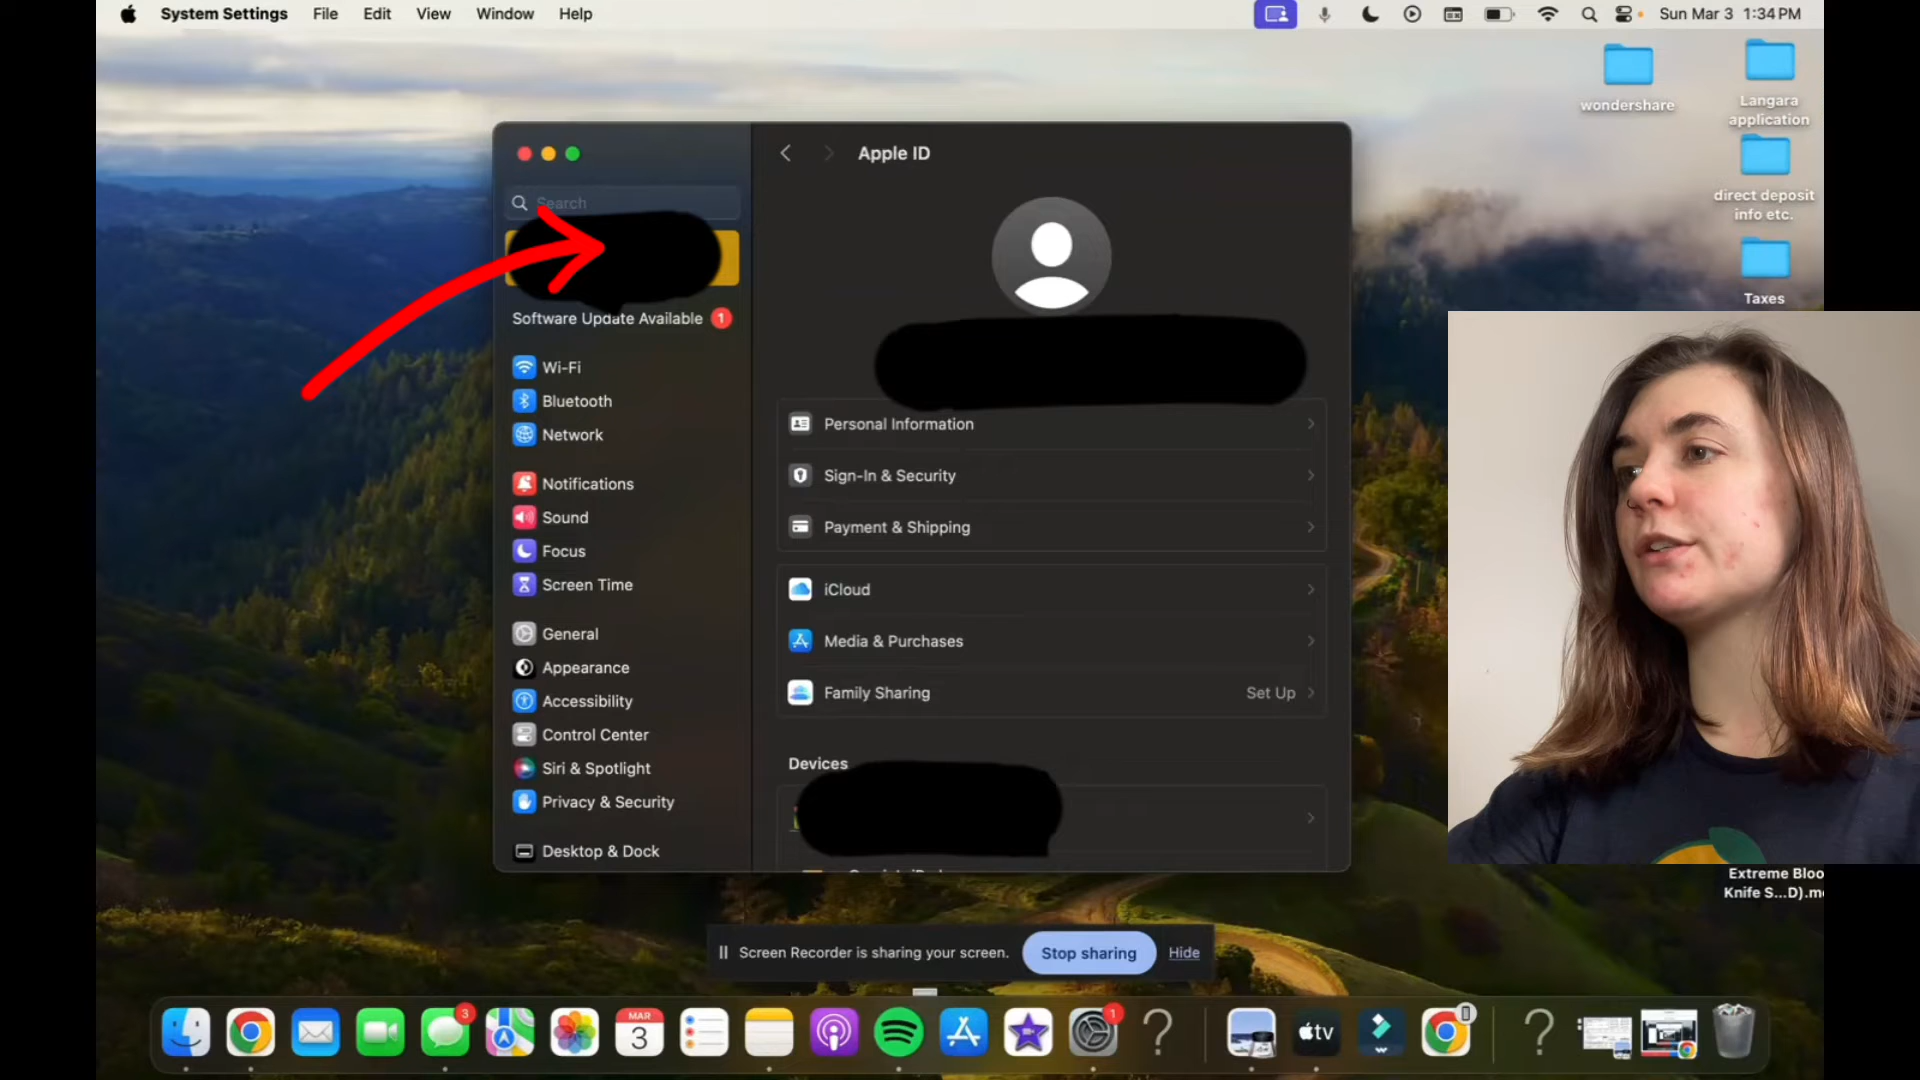 System Settings File Edit View Window Help
Sun Mar 3 1:34 PM
wondershare
Langara
application
direct deposit
info etc.
Taxes
Apple ID
Search
Software Update Available 1
Wi-Fi
Bluetooth
Network
Notifications
Sound
Focus
Screen Time
General
Appearance
Accessibility
Control Center
Siri & Spotlight
Privacy & Security
Desktop & Dock
Personal Information
Sign-In & Security
Payment & Shipping
iCloud
Media & Purchases
Family Sharing Set Up
Devices
Extreme Bloo
Knife S...D).m
Screen Recorder is sharing your screen. Stop sharing Hide
3
MAR
3
1
tv